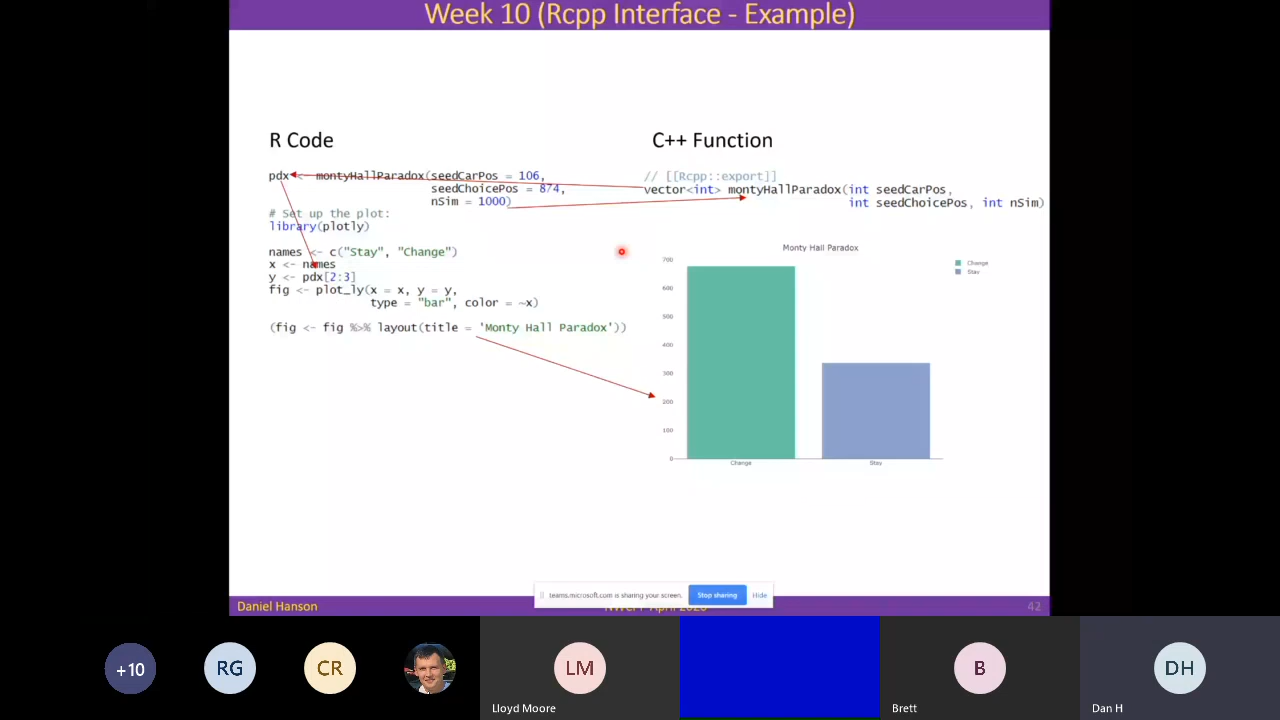 Week 10 (Rcpp Interface - Example)
R Code
pdx <- montyHallParadox(seedCarPos = 106,
seedChoicePos = 874,
nSim = 1000)
# Set up the plot:
library(plotly)
names <- c("Stay", "Change")
x <- names
y <- pdx[2:3]
fig <- plot_ly(x = x, y = y,
type = "bar", color = ~x)
(fig <- fig %>% layout(title = 'Monty Hall Paradox'))
C++ Function
// [[Rcpp::export]]
vector<int> montyHallParadox(int seedCarPos,
int seedChoicePos, int nSim)
Monty Hall Paradox
700
600
500
400
300
200
100
0
Change
Stay
Change
Stay
teams.microsoft.com is sharing your screen.
Stop sharing
Hide
Daniel Hanson
42
+10
RG
CR
LM
Lloyd Moore
B
Brett
DH
Dan H